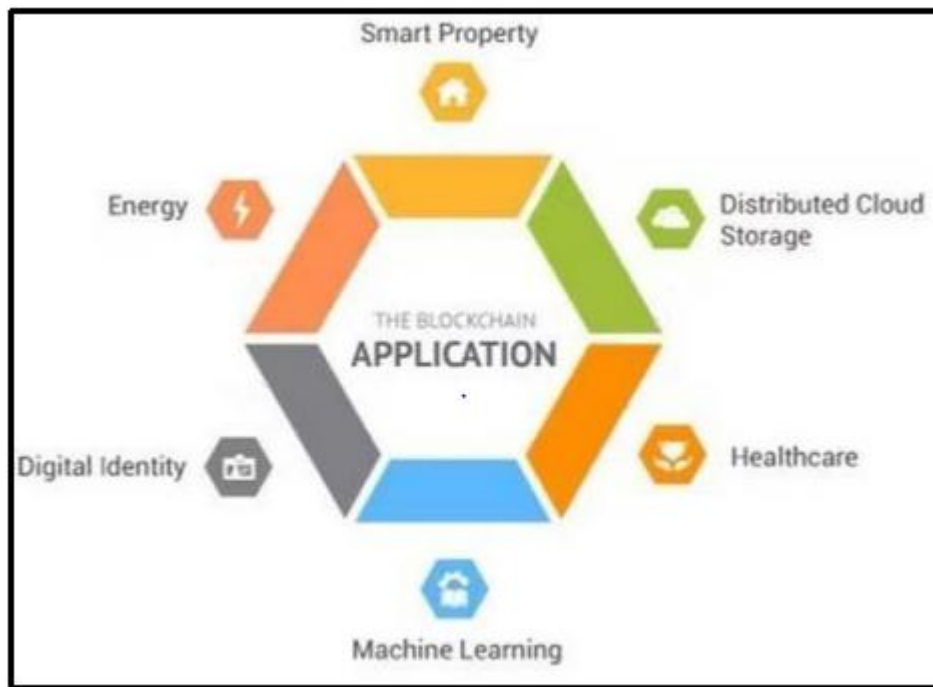 Smart Property
Energy
Distributed Cloud
Storage
THE BLOCKCHAIN
APPLICATION
Digital Identity
Healthcare
Machine Learning